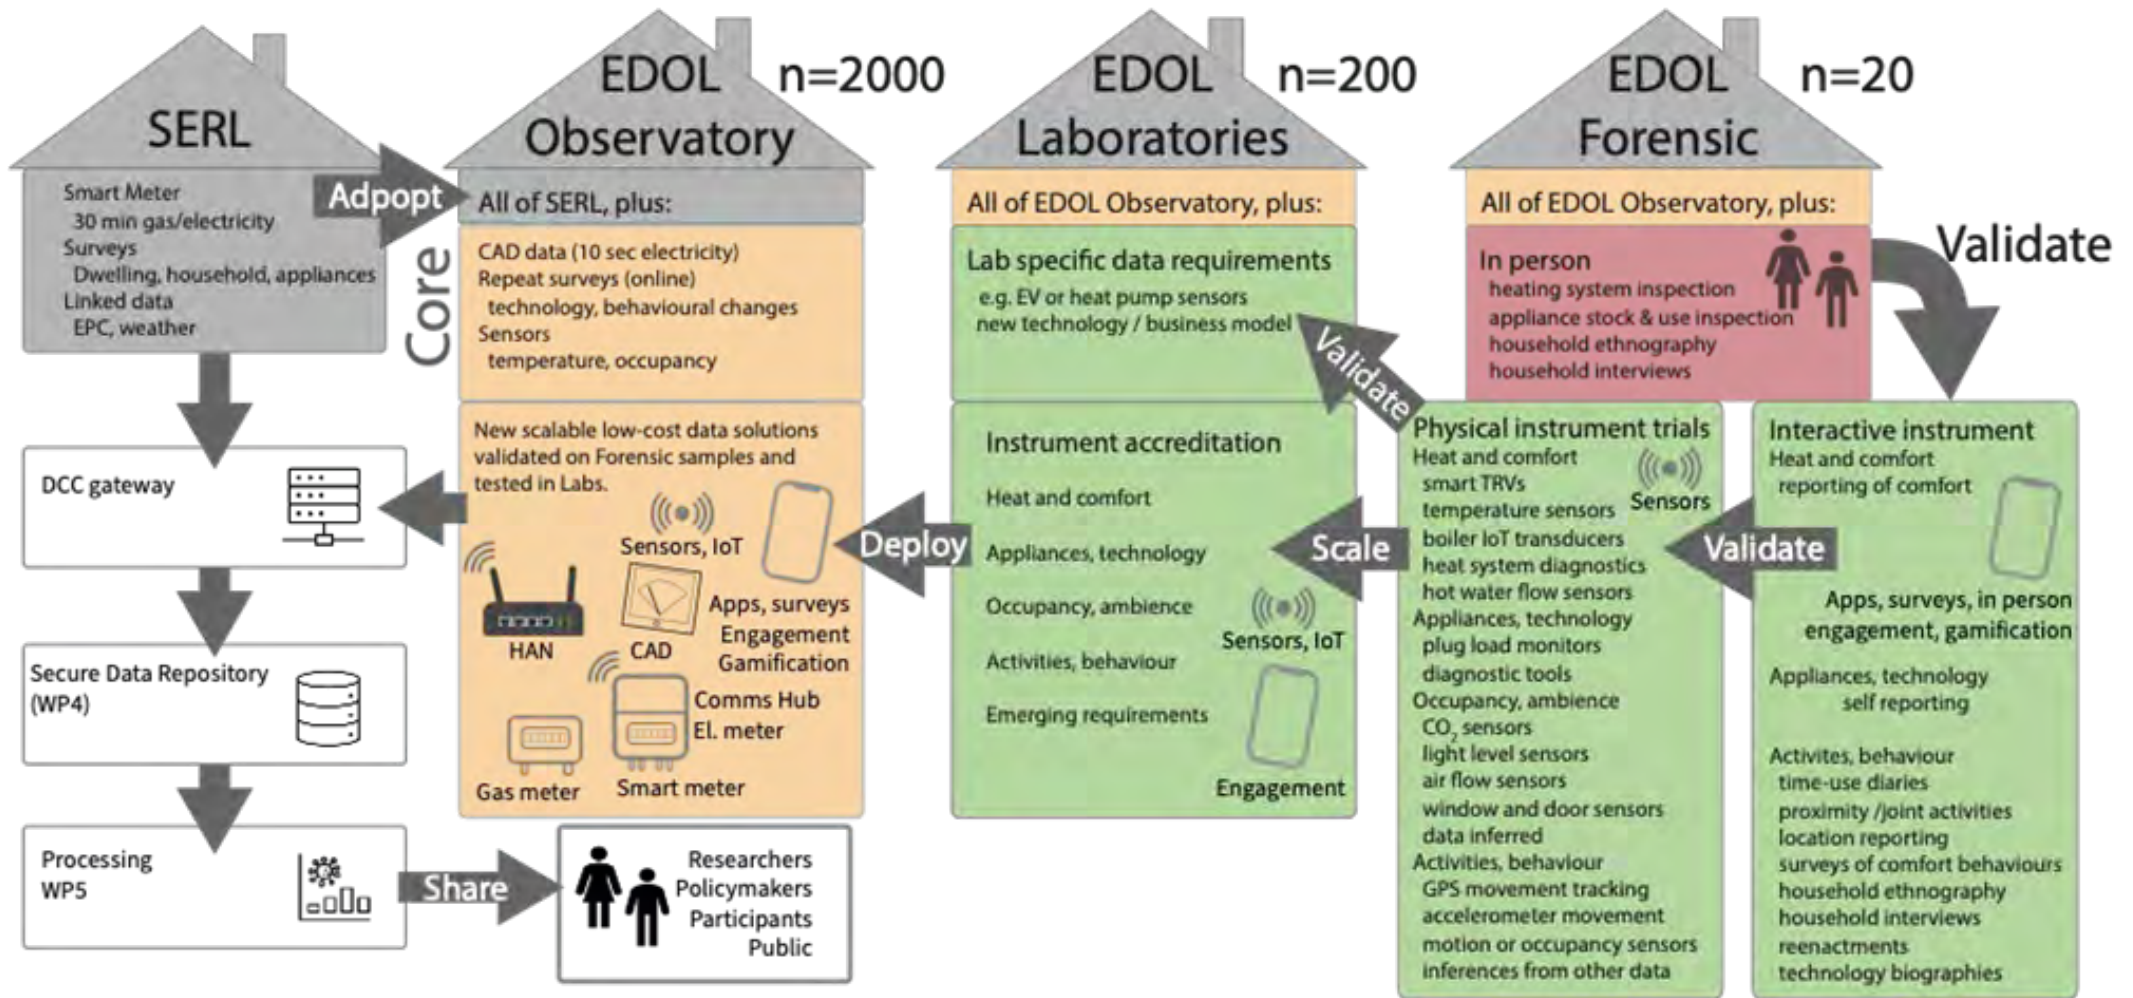 SERL
Smart Meter
30 min gas/electricity
Surveys
Dwelling, household, appliances
Linked data
EPC, weather
Adpopt
Core
DCC gateway
Secure Data Repository
(WP4)
Processing
WP5
Share
Researchers
Policymakers
Participants
Public
EDOL
Observatory
n=2000
All of SERL, plus:
CAD data (10 sec electricity)
Repeat surveys (online)
technology, behavioural changes
Sensors
temperature, occupancy
New scalable low-cost data solutions
validated on Forensic samples and
tested in Labs.
Sensors, IoT
HAN
CAD
Apps, surveys
Engagement
Gamification
Comms Hub
El. meter
Gas meter
Smart meter
Deploy
EDOL
Laboratories
n=200
All of EDOL Observatory, plus:
Lab specific data requirements
e.g. EV or heat pump sensors
new technology / business model
Validate
Instrument accreditation
Heat and comfort
Appliances, technology
Occupancy, ambience
Sensors, IoT
Activities, behaviour
Emerging requirements
Engagement
Scale
EDOL
Forensic
n=20
All of EDOL Observatory, plus:
In person
heating system inspection
appliance stock & use inspection
household ethnography
household interviews
Validate
Physical instrument trials
Heat and comfort
smart TRVs
temperature sensors
Sensors
boiler IoT transducers
heat system diagnostics
hot water flow sensors
Appliances, technology
plug load monitors
diagnostic tools
Occupancy, ambience
CO₂ sensors
light level sensors
air flow sensors
window and door sensors
data inferred
Activities, behaviour
GPS movement tracking
accelerometer movement
motion or occupancy sensors
inferences from other data
Validate
Interactive instrument
Heat and comfort
reporting of comfort
Apps, surveys, in person
engagement, gamification
Appliances, technology
self reporting
Activites, behaviour
time-use diaries
proximity /joint activities
location reporting
surveys of comfort behaviours
household ethnography
household interviews
reenactments
technology biographies